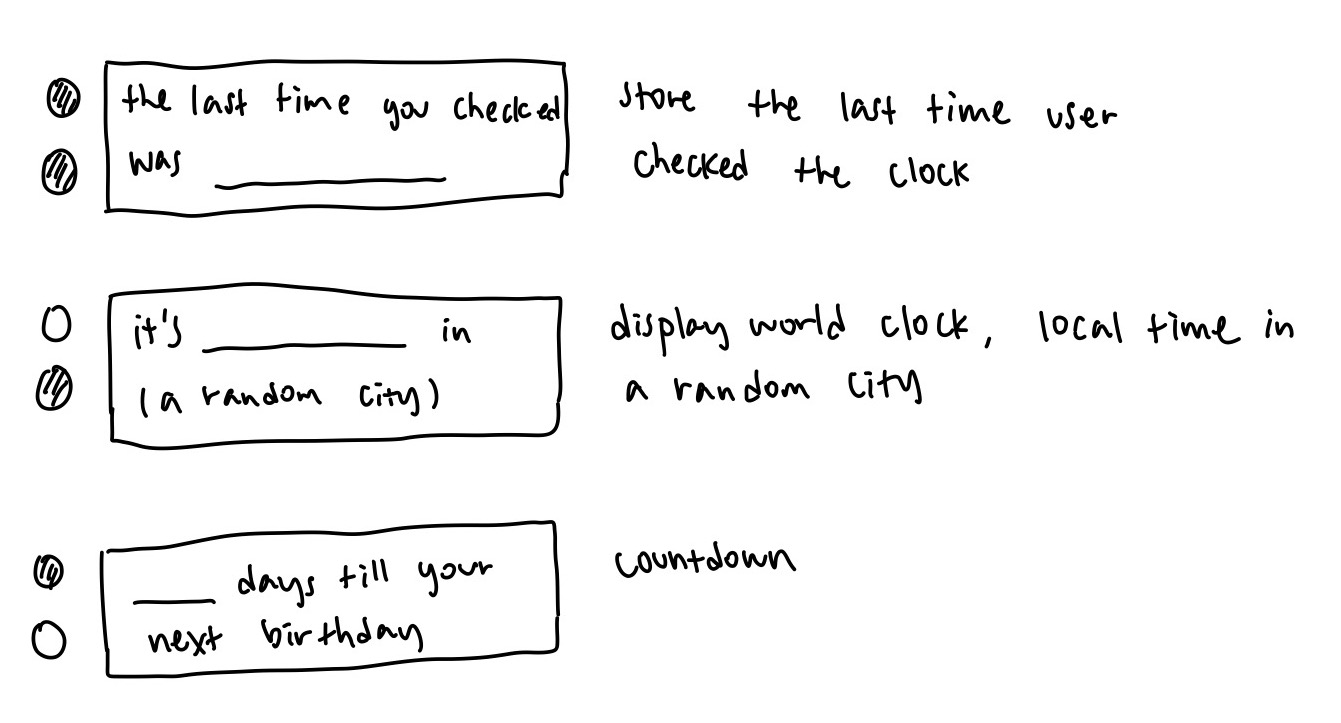 the last time you checked
was
store the last time user
checked the clock
it's in
(a random city)
display world clock, local time in
a random city
days till your
next birthday
countdown